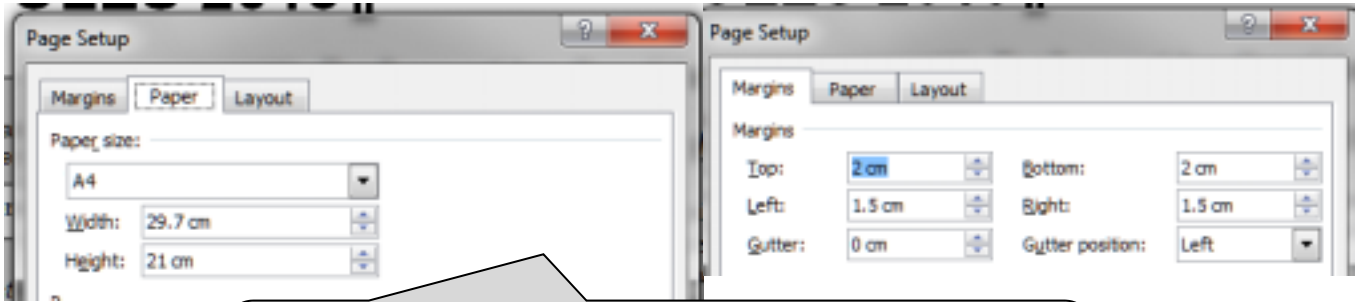 Page Setup
Margins Paper Layout
Paper size:
A4
Width: 29.7 cm
Height: 21 cm
Page Setup
Margins Paper Layout
Margins
Top: 2 cm Bottom: 2 cm
Left: 1.5 cm Right: 1.5 cm
Gutter: 0 cm Gutter position: Left